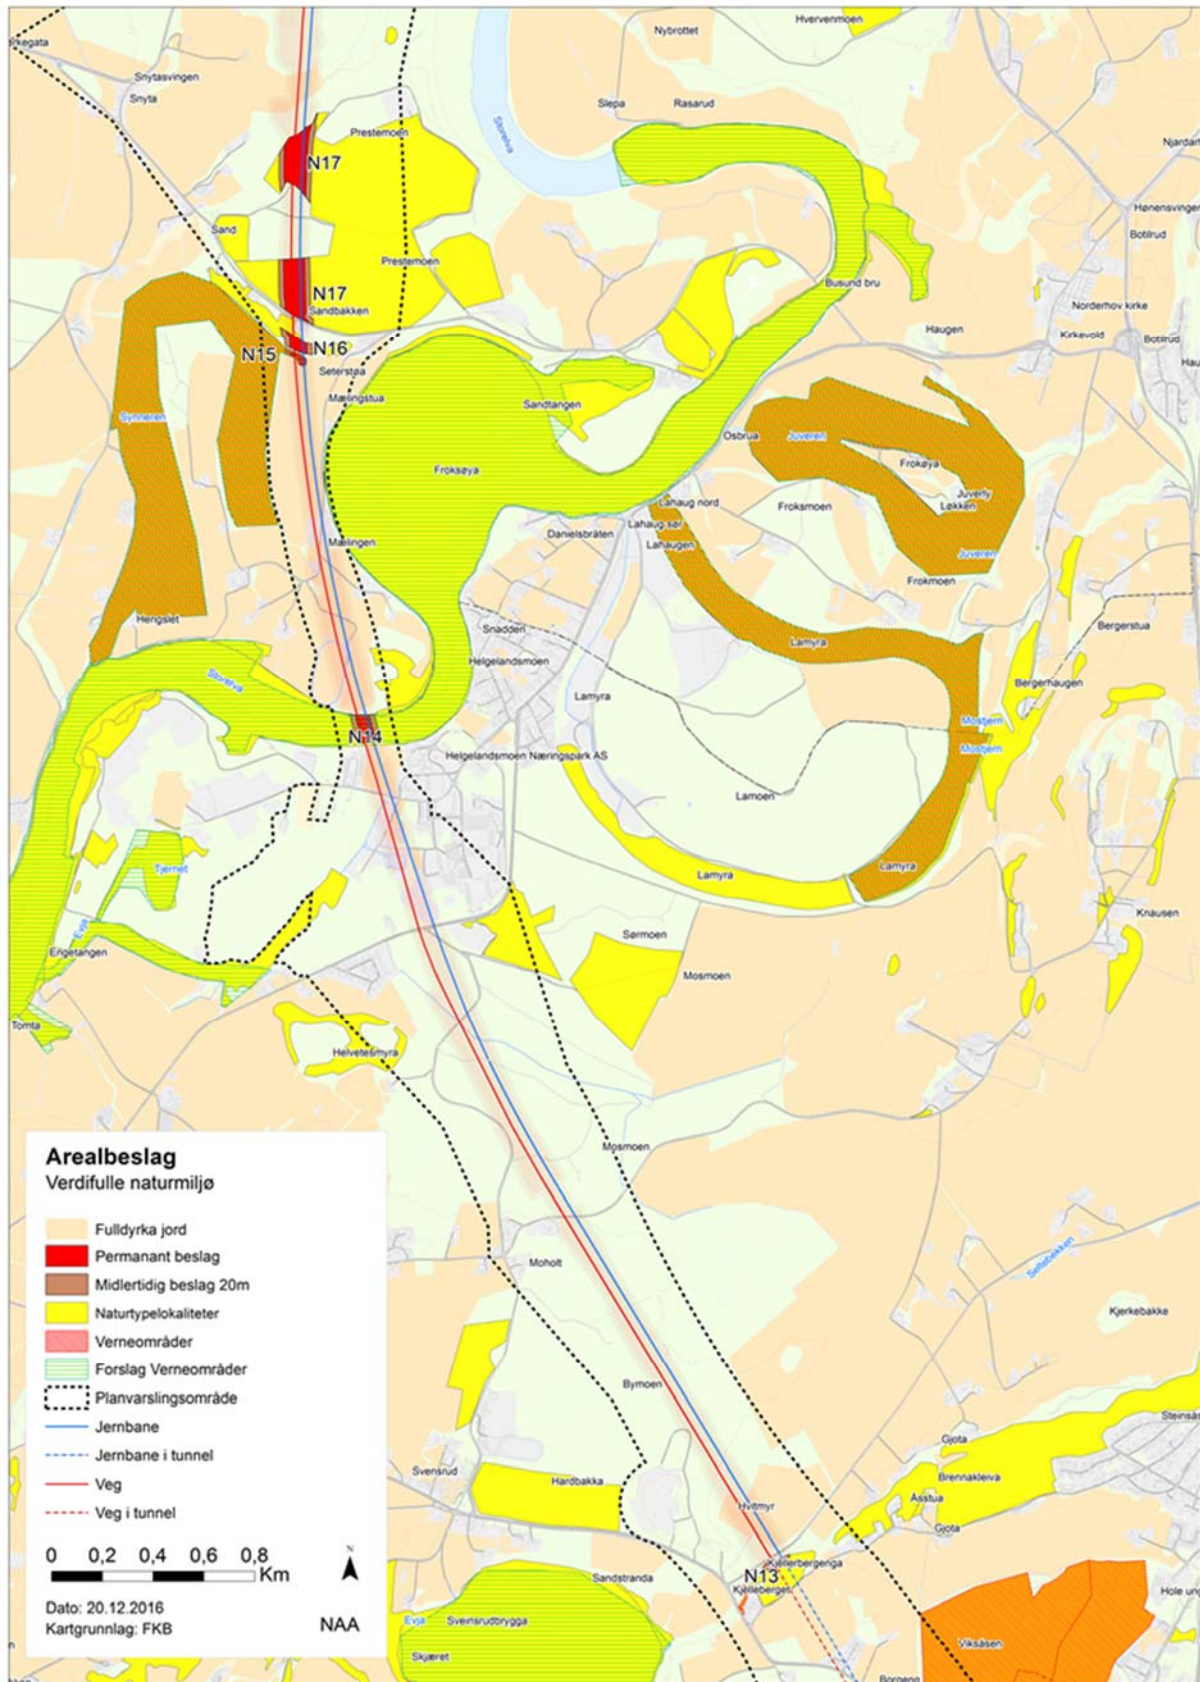 Hvervenmoen
Nybrottet
Snytasvingen
Snyta
Slepa
Rasarud
Storelva
Prestemoen
N17
Hønensvingen
Sand
Botilrud
Prestemoen
Busund bru
N17
Sandbakken
Norderhov kirke
Haugen
Kirkevold
Botilrud
N15
N16
Seterstøa
Mælingstua
Sandtangen
Synneren
Osbrua
Juveren
Froksøya
Frokøya
Juverly
Løkken
Lahaug nord
Froksmoen
Lahaug sør
Danielsbråten
Lahaugen
Mælingen
Juveren
Frokmoen
Hengslet
Snadden
Bergerstua
Lamyra
Helgelandsmoen
Storelva
Bergerhaugen
Lamyra
Mostjern
N14
Mostjern
Helgelandsmoen Næringspark AS
Lamoen
Tjernet
Lamyra
Lamyra
Knausen
Evja
Engetangen
Sørmoen
Mosmoen
Tomta
Helvetesmyra
Mosmoen
Søllebekken
Moholt
Kjerkebakke
Bymoen
Gjota
Svensrud
Hardbakka
Brennakleiva
Åsstua
Hvitmyr
Gjota
Kjellerbergenga
N13
Kjelleberget
Sandstranda
Evja
Sveinsrudbrygga
Skjæret
Viksåsen
Arealbeslag
Verdifulle naturmiljø
Fulldyrka jord
Permanant beslag
Midlertidig beslag 20m
Naturtypelokaliteter
Verneområder
Forslag Verneområder
Planvarslingsområde
Jernbane
Jernbane i tunnel
Veg
Veg i tunnel
0 0,2 0,4 0,6 0,8
Km
N
Dato: 20.12.2016
Kartgrunnlag: FKB
NAA